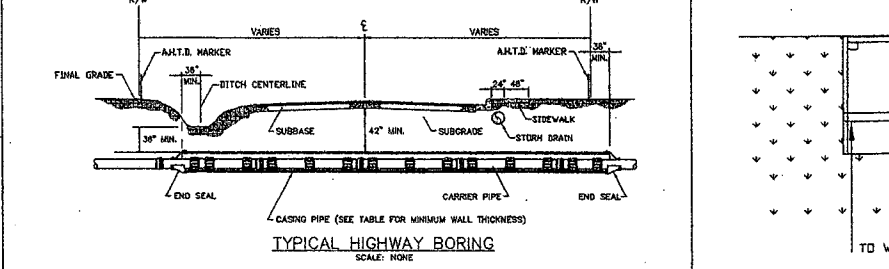 R/W
R/W
℄
VARIES
VARIES
A.H.T.D. MARKER
A.H.T.D. MARKER
36"
MIN.
36"
MIN.
FINAL GRADE
DITCH CENTERLINE
24" 48"
SIDEWALK
SUBBASE
42" MIN.
SUBGRADE
STORM DRAIN
36" MIN.
END SEAL
CARRIER PIPE
END SEAL
CASING PIPE (SEE TABLE FOR MINIMUM WALL THICKNESS)
TYPICAL HIGHWAY BORING
SCALE: NONE
TO